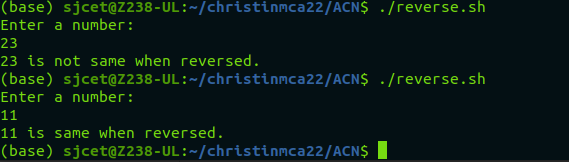 (base) sjcet@Z238-UL:~/christinmca22/ACN$ ./reverse.sh
Enter a number:
23
23 is not same when reversed.
(base) sjcet@Z238-UL:~/christinmca22/ACN$ ./reverse.sh
Enter a number:
11
11 is same when reversed.
(base) sjcet@Z238-UL:~/christinmca22/ACN$